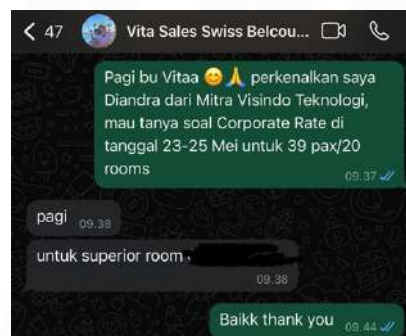 47 Vita Sales Swiss Belcou...
Pagi bu Vitaa 😊🙏 perkenalkan saya
Diandra dari Mitra Visindo Teknologi,
mau tanya soal Corporate Rate di
tanggal 23-25 Mei untuk 39 pax/20
rooms
09.37
pagi
09.38
untuk superior room
09.38
Baikk thank you
09.44